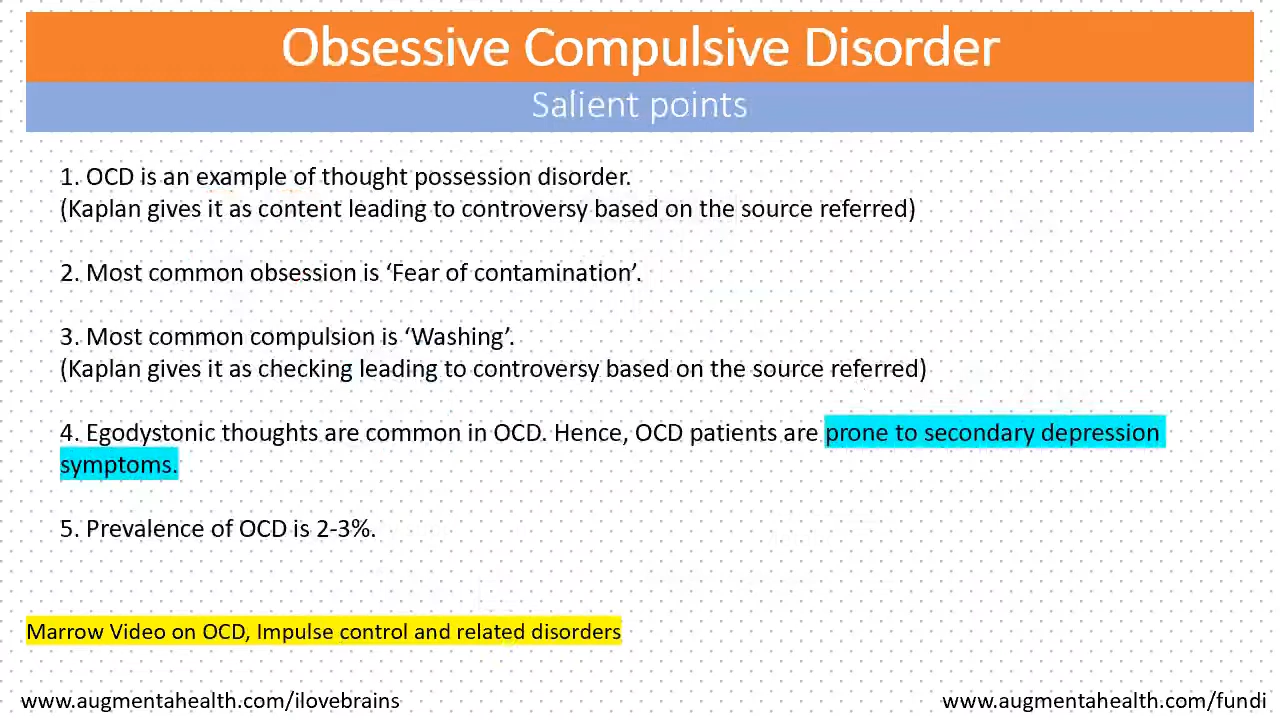 Obsessive Compulsive Disorder
Salient points
1. OCD is an example of thought possession disorder.
(Kaplan gives it as content leading to controversy based on the source referred)
2. Most common obsession is ‘Fear of contamination’.
3. Most common compulsion is ‘Washing’.
(Kaplan gives it as checking leading to controversy based on the source referred)
4. Egodystonic thoughts are common in OCD. Hence, OCD patients are prone to secondary depression
symptoms.
5. Prevalence of OCD is 2-3%.
Marrow Video on OCD, Impulse control and related disorders
www.augmentahealth.com/ilovebrains
www.augmentahealth.com/fundi